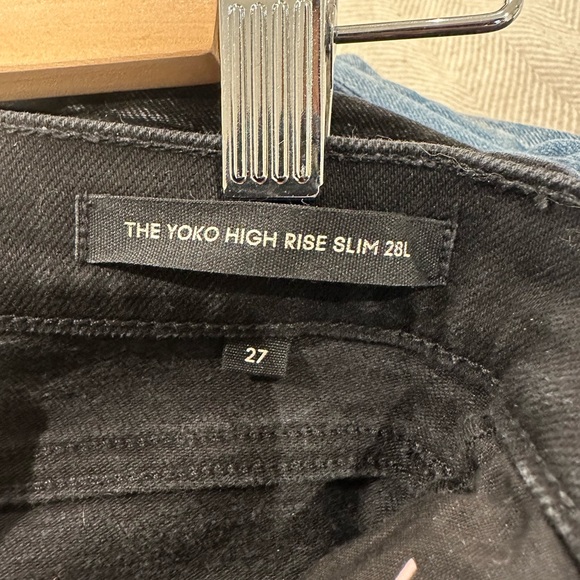 THE YOKO HIGH RISE SLIM 28L
27